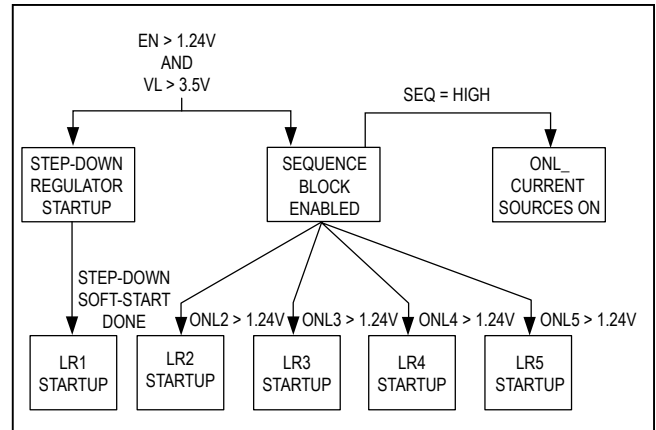 EN > 1.24V
AND
VL > 3.5V
SEQ = HIGH
STEP-DOWN
REGULATOR
STARTUP
SEQUENCE
BLOCK
ENABLED
ONL_
CURRENT
SOURCES ON
STEP-DOWN
SOFT-START
DONE
ONL2 > 1.24V
ONL3 > 1.24V
ONL4 > 1.24V
ONL5 > 1.24V
LR1
STARTUP
LR2
STARTUP
LR3
STARTUP
LR4
STARTUP
LR5
STARTUP